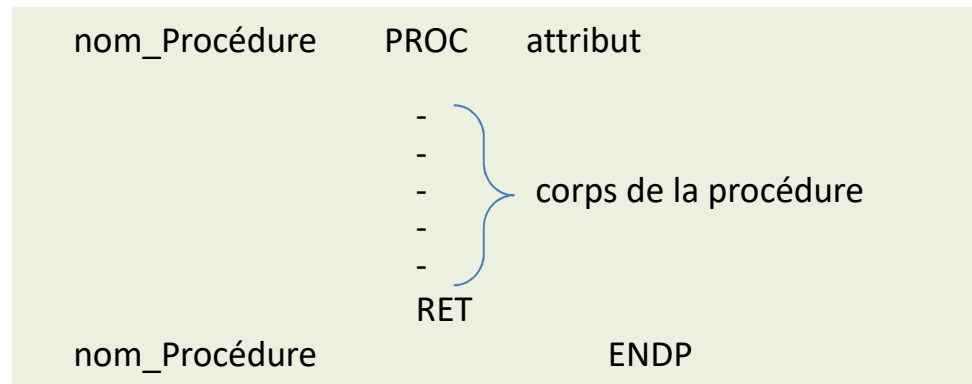 nom_Procédure PROC attribut
-
-
- corps de la procédure
-
-
RET
nom_Procédure ENDP